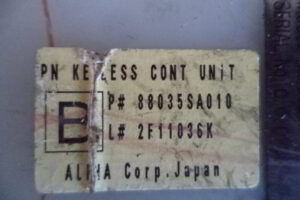 PN KEYLESS CONT UNiT
B
P# 88035SA010
L# 2F11036K
ALPHA Corp. Japan